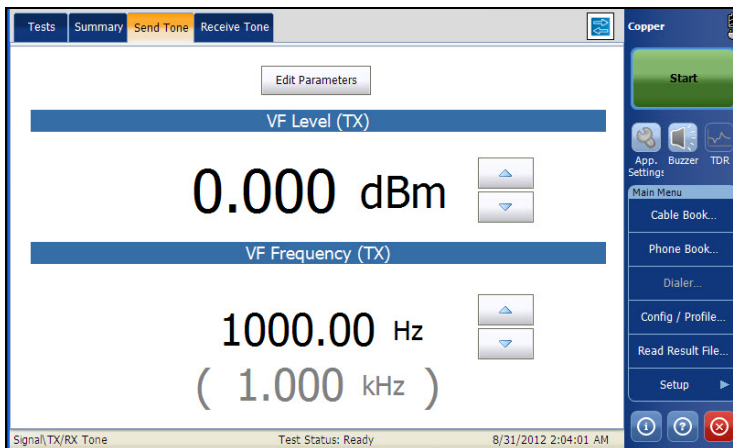 Tests Summary Send Tone Receive Tone
Copper
Edit Parameters
Start
VF Level (TX)
0.000 dBm
App. Settings Buzzer TDR
Main Menu
Cable Book...
Phone Book...
Dialer...
Config / Profile...
Read Result File...
Setup
VF Frequency (TX)
1000.00 Hz
( 1.000 kHz )
Signal\TX/RX Tone Test Status: Ready 8/31/2012 2:04:01 AM